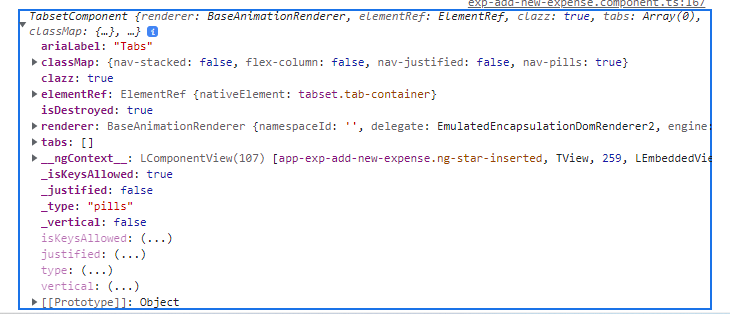 exp-add-new-expense.component.ts:167
TabsetComponent {renderer: BaseAnimationRenderer, elementRef: ElementRef, clazz: true, tabs: Array(0),
classMap: {…}, …}
ariaLabel: "Tabs"
classMap: {nav-stacked: false, flex-column: false, nav-justified: false, nav-pills: true}
clazz: true
elementRef: ElementRef {nativeElement: tabset.tab-container}
isDestroyed: true
renderer: BaseAnimationRenderer {namespaceId: '', delegate: EmulatedEncapsulationDomRenderer2, engine:
tabs: []
__ngContext__: LComponentView(107) [app-exp-add-new-expense.ng-star-inserted, TView, 259, LEmbeddedVie
_isKeysAllowed: true
_justified: false
_type: "pills"
_vertical: false
isKeysAllowed: (...)
justified: (...)
type: (...)
vertical: (...)
[[Prototype]]: Object